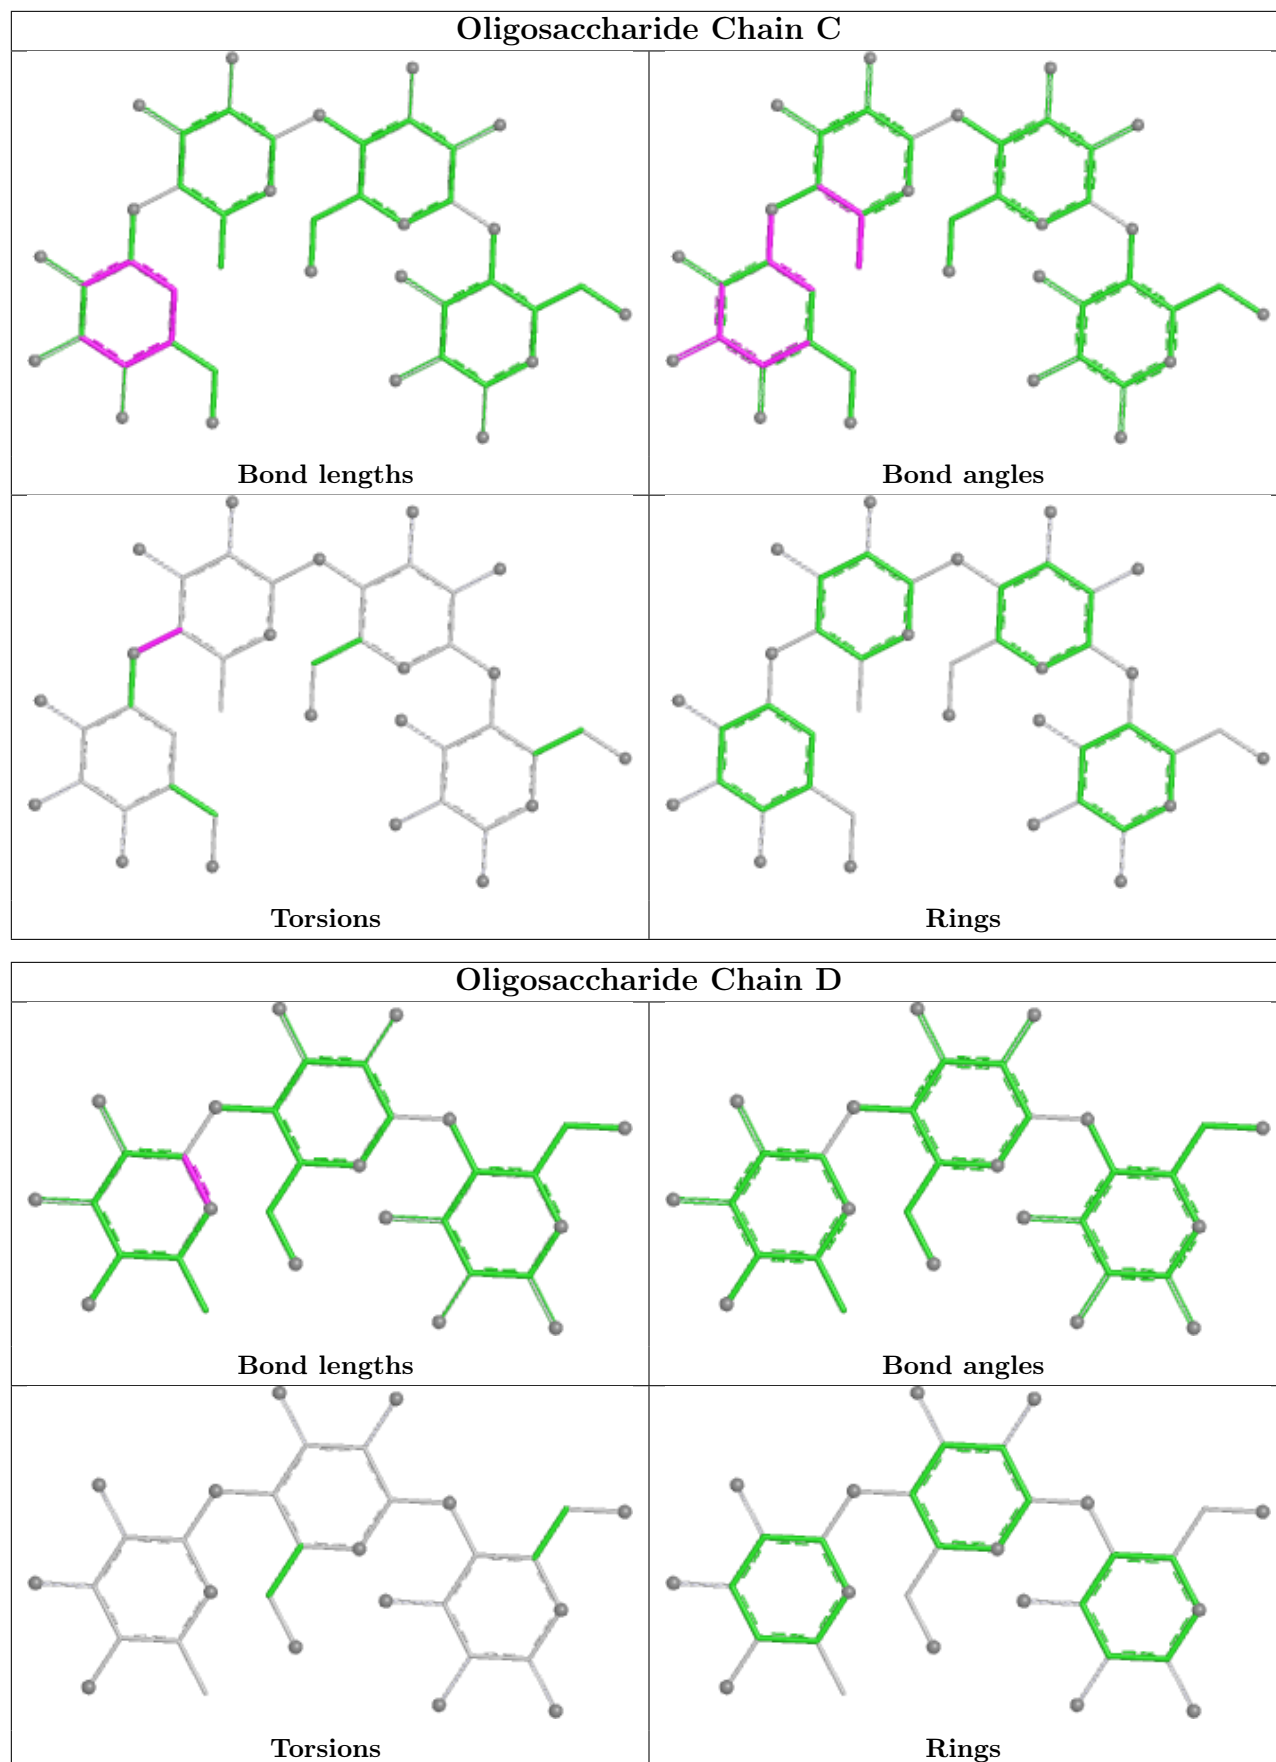 Oligosaccharide Chain C
Bond lengths
Bond angles
Torsions
Rings
Oligosaccharide Chain D
Bond lengths
Bond angles
Torsions
Rings